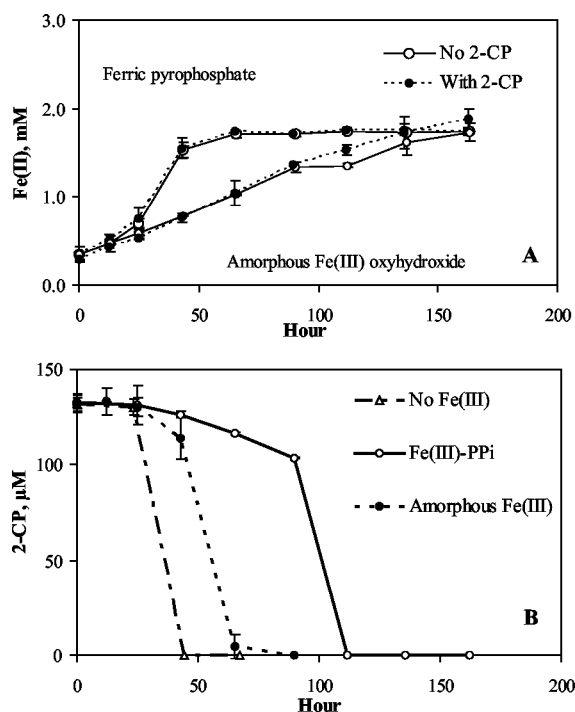 3.0
2.0
1.0
0.0
Fe(II), mM
Ferric pyrophosphate
No 2-CP
With 2-CP
Amorphous Fe(III) oxyhydroxide
A
0 50 100 150 200
Hour
150
100
50
0
2-CP, µM
No Fe(III)
Fe(III)-PPi
Amorphous Fe(III)
B
0 50 100 150 200
Hour